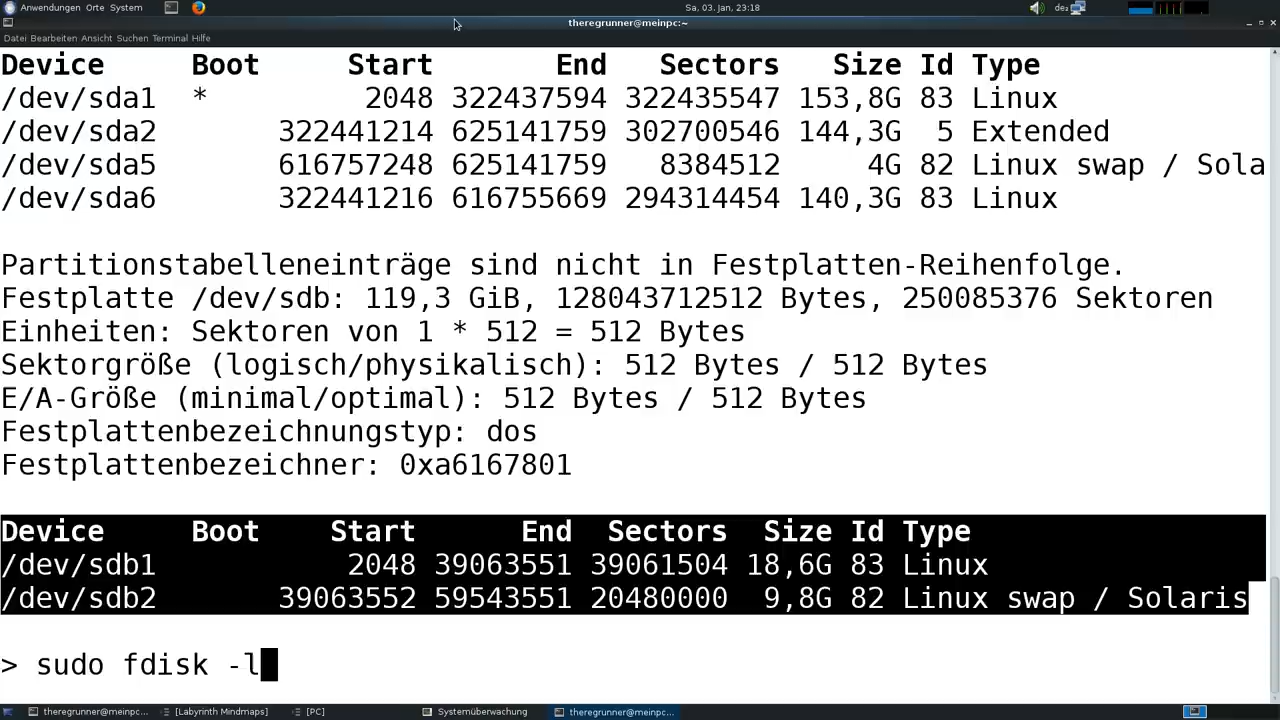 Anwendungen Orte System
Sa, 03. Jan, 23:18
de₂
theregrunner@meinpc:~
Datei Bearbeiten Ansicht Suchen Terminal Hilfe
Device Boot Start End Sectors Size Id Type
/dev/sda1 * 2048 322437594 322435547 153,8G 83 Linux
/dev/sda2 322441214 625141759 302700546 144,3G 5 Extended
/dev/sda5 616757248 625141759 8384512 4G 82 Linux swap / Sola
/dev/sda6 322441216 616755669 294314454 140,3G 83 Linux
Partitionstabelleneinträge sind nicht in Festplatten-Reihenfolge.
Festplatte /dev/sdb: 119,3 GiB, 128043712512 Bytes, 250085376 Sektoren
Einheiten: Sektoren von 1 * 512 = 512 Bytes
Sektorgröße (logisch/physikalisch): 512 Bytes / 512 Bytes
E/A-Größe (minimal/optimal): 512 Bytes / 512 Bytes
Festplattenbezeichnungstyp: dos
Festplattenbezeichner: 0xa6167801
Device Boot Start End Sectors Size Id Type
/dev/sdb1 2048 39063551 39061504 18,6G 83 Linux
/dev/sdb2 39063552 59543551 20480000 9,8G 82 Linux swap / Solaris
> sudo fdisk -l
theregrunner@meinpc... [Labyrinth Mindmaps] [PC] Systemüberwachung theregrunner@meinpc...